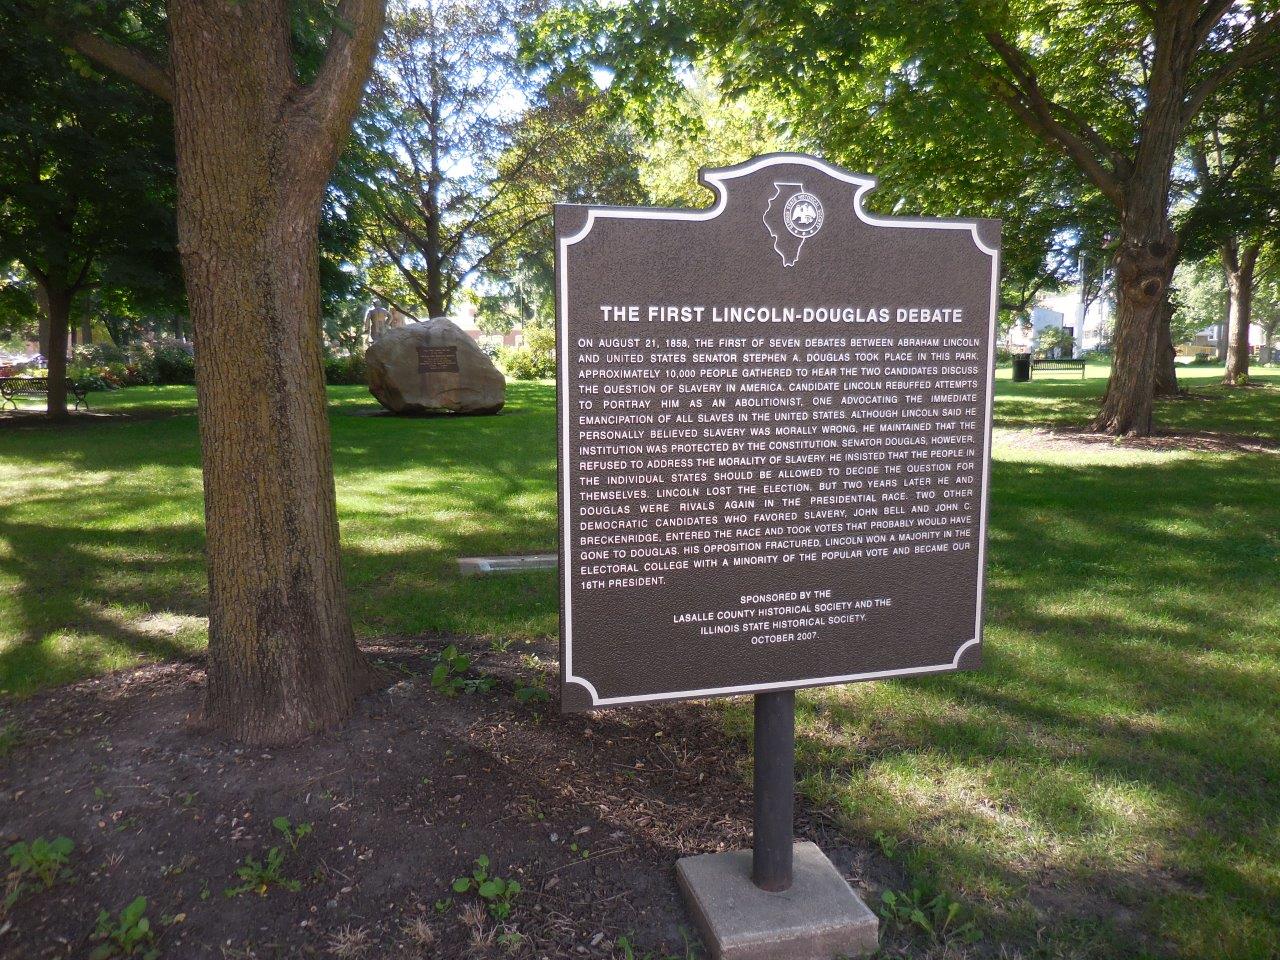 THE FIRST LINCOLN-DOUGLAS DEBATE
ON AUGUST 21, 1858, THE FIRST OF SEVEN DEBATES BETWEEN ABRAHAM LINCOLN
AND UNITED STATES SENATOR STEPHEN A. DOUGLAS TOOK PLACE IN THIS PARK.
APPROXIMATELY 10,000 PEOPLE GATHERED TO HEAR THE TWO CANDIDATES DISCUSS
THE QUESTION OF SLAVERY IN AMERICA. CANDIDATE LINCOLN REBUFFED ATTEMPTS
TO PORTRAY HIM AS AN ABOLITIONIST, ONE ADVOCATING THE IMMEDIATE
EMANCIPATION OF ALL SLAVES IN THE UNITED STATES. ALTHOUGH LINCOLN SAID HE
PERSONALLY BELIEVED SLAVERY WAS MORALLY WRONG, HE MAINTAINED THAT THE
INSTITUTION WAS PROTECTED BY THE CONSTITUTION. SENATOR DOUGLAS, HOWEVER,
REFUSED TO ADDRESS THE MORALITY OF SLAVERY. HE INSISTED THAT THE PEOPLE IN
THE INDIVIDUAL STATES SHOULD BE ALLOWED TO DECIDE THE QUESTION FOR
THEMSELVES. LINCOLN LOST THE ELECTION, BUT TWO YEARS LATER HE AND
DOUGLAS WERE RIVALS AGAIN IN THE PRESIDENTIAL RACE. TWO OTHER
DEMOCRATIC CANDIDATES WHO FAVORED SLAVERY, JOHN BELL AND JOHN C.
BRECKENRIDGE, ENTERED THE RACE AND TOOK VOTES THAT PROBABLY WOULD HAVE
GONE TO DOUGLAS. HIS OPPOSITION FRACTURED, LINCOLN WON A MAJORITY IN THE
ELECTORAL COLLEGE WITH A MINORITY OF THE POPULAR VOTE AND BECAME OUR
16TH PRESIDENT.
SPONSORED BY THE
LASALLE COUNTY HISTORICAL SOCIETY AND THE
ILLINOIS STATE HISTORICAL SOCIETY.
OCTOBER 2007.